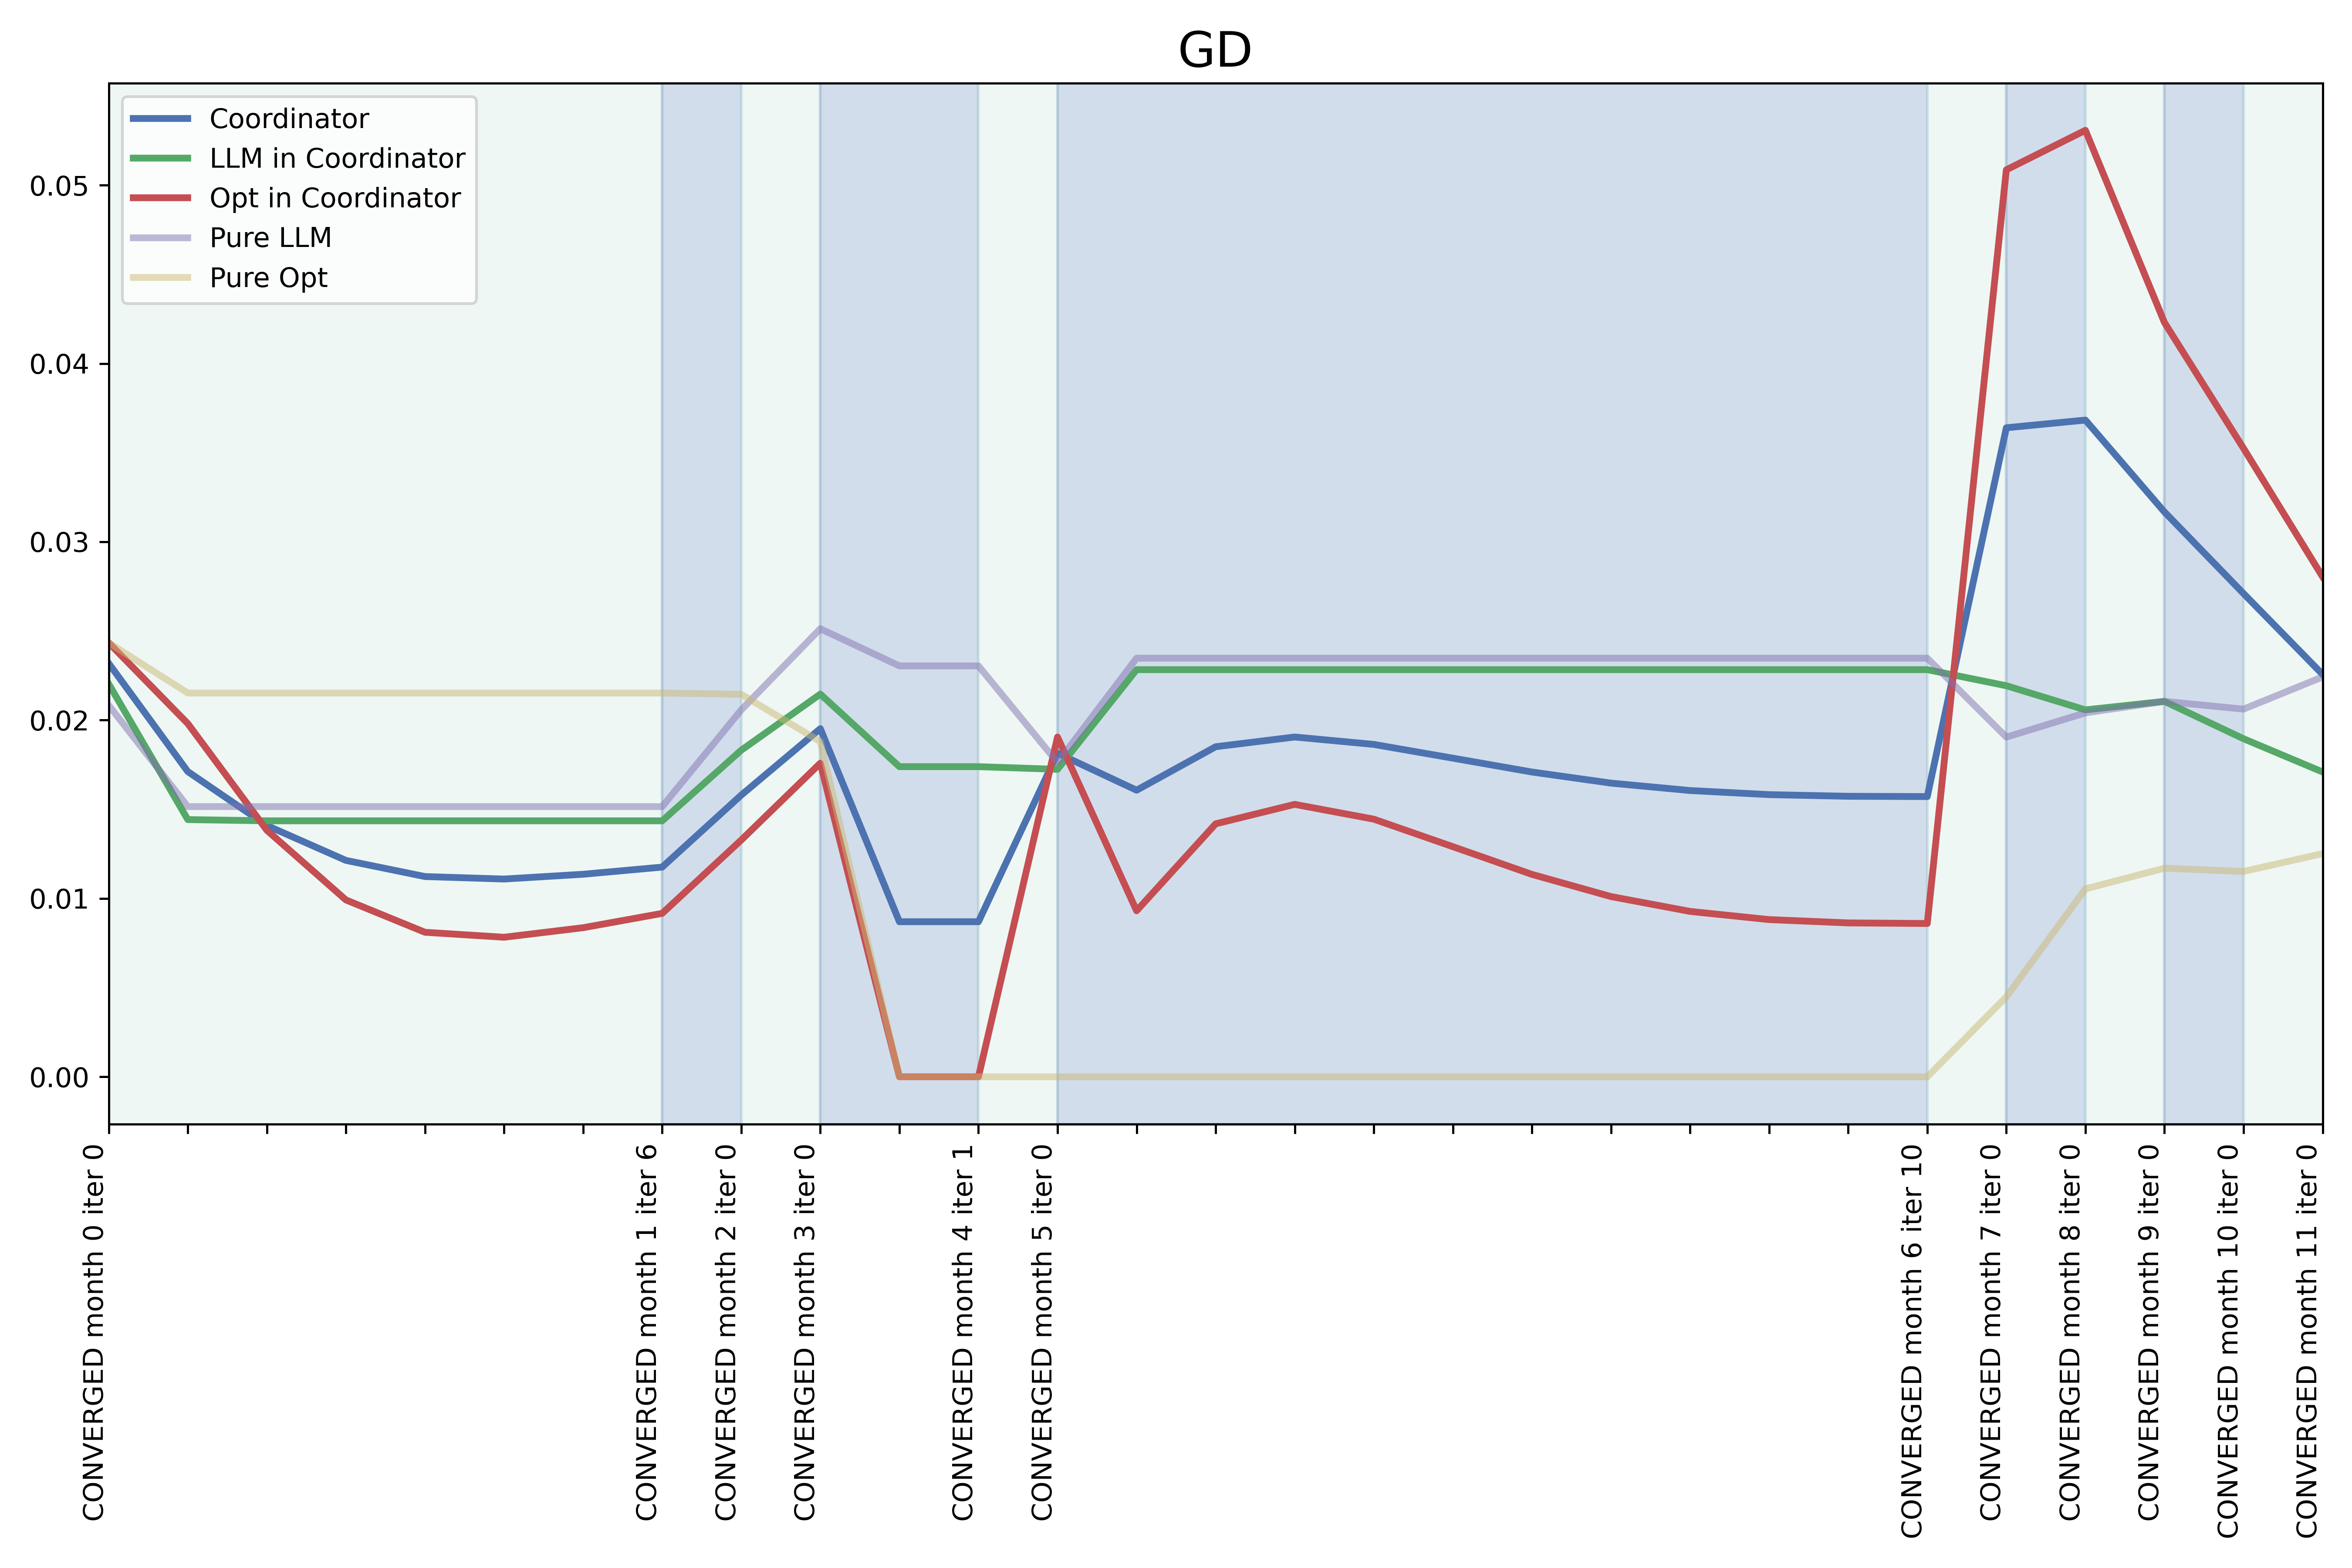 GD
Coordinator
LLM in Coordinator
Opt in Coordinator
Pure LLM
Pure Opt
0.05
0.04
0.03
0.02
0.01
0.00
CONVERGED month 0 iter 0
CONVERGED month 1 iter 6
CONVERGED month 2 iter 0
CONVERGED month 3 iter 0
CONVERGED month 4 iter 1
CONVERGED month 5 iter 0
CONVERGED month 6 iter 10
CONVERGED month 7 iter 0
CONVERGED month 8 iter 0
CONVERGED month 9 iter 0
CONVERGED month 10 iter 0
CONVERGED month 11 iter 0